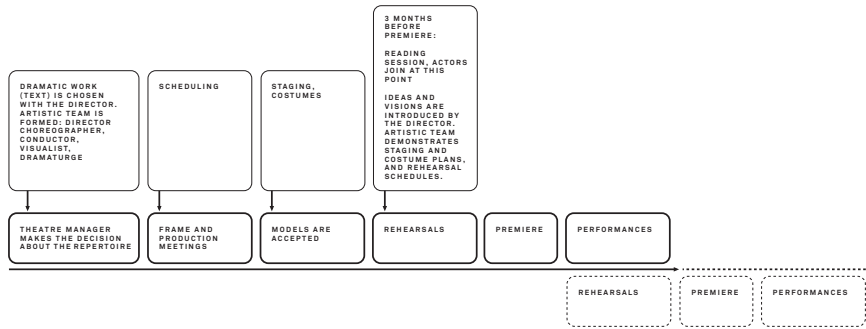 3 MONTHS
BEFORE
PREMIERE:
READING
SESSION, ACTORS
JOIN AT THIS
POINT
IDEAS AND
VISIONS ARE
INTRODUCED BY
THE DIRECTOR.
ARTISTIC TEAM
DEMONSTRATES
STAGING AND
COSTUME PLANS,
AND REHEARSAL
SCHEDULES.
DRAMATIC WORK
(TEXT) IS CHOSEN
WITH THE DIRECTOR.
ARTISTIC TEAM IS
FORMED: DIRECTOR
CHOREOGRAPHER,
CONDUCTOR,
VISUALIST,
DRAMATURGE
SCHEDULING
STAGING,
COSTUMES
THEATRE MANAGER
MAKES THE DECISION
ABOUT THE REPERTOIRE
FRAME AND
PRODUCTION
MEETINGS
MODELS ARE
ACCEPTED
REHEARSALS
PREMIERE
PERFORMANCES
REHEARSALS
PREMIERE
PERFORMANCES